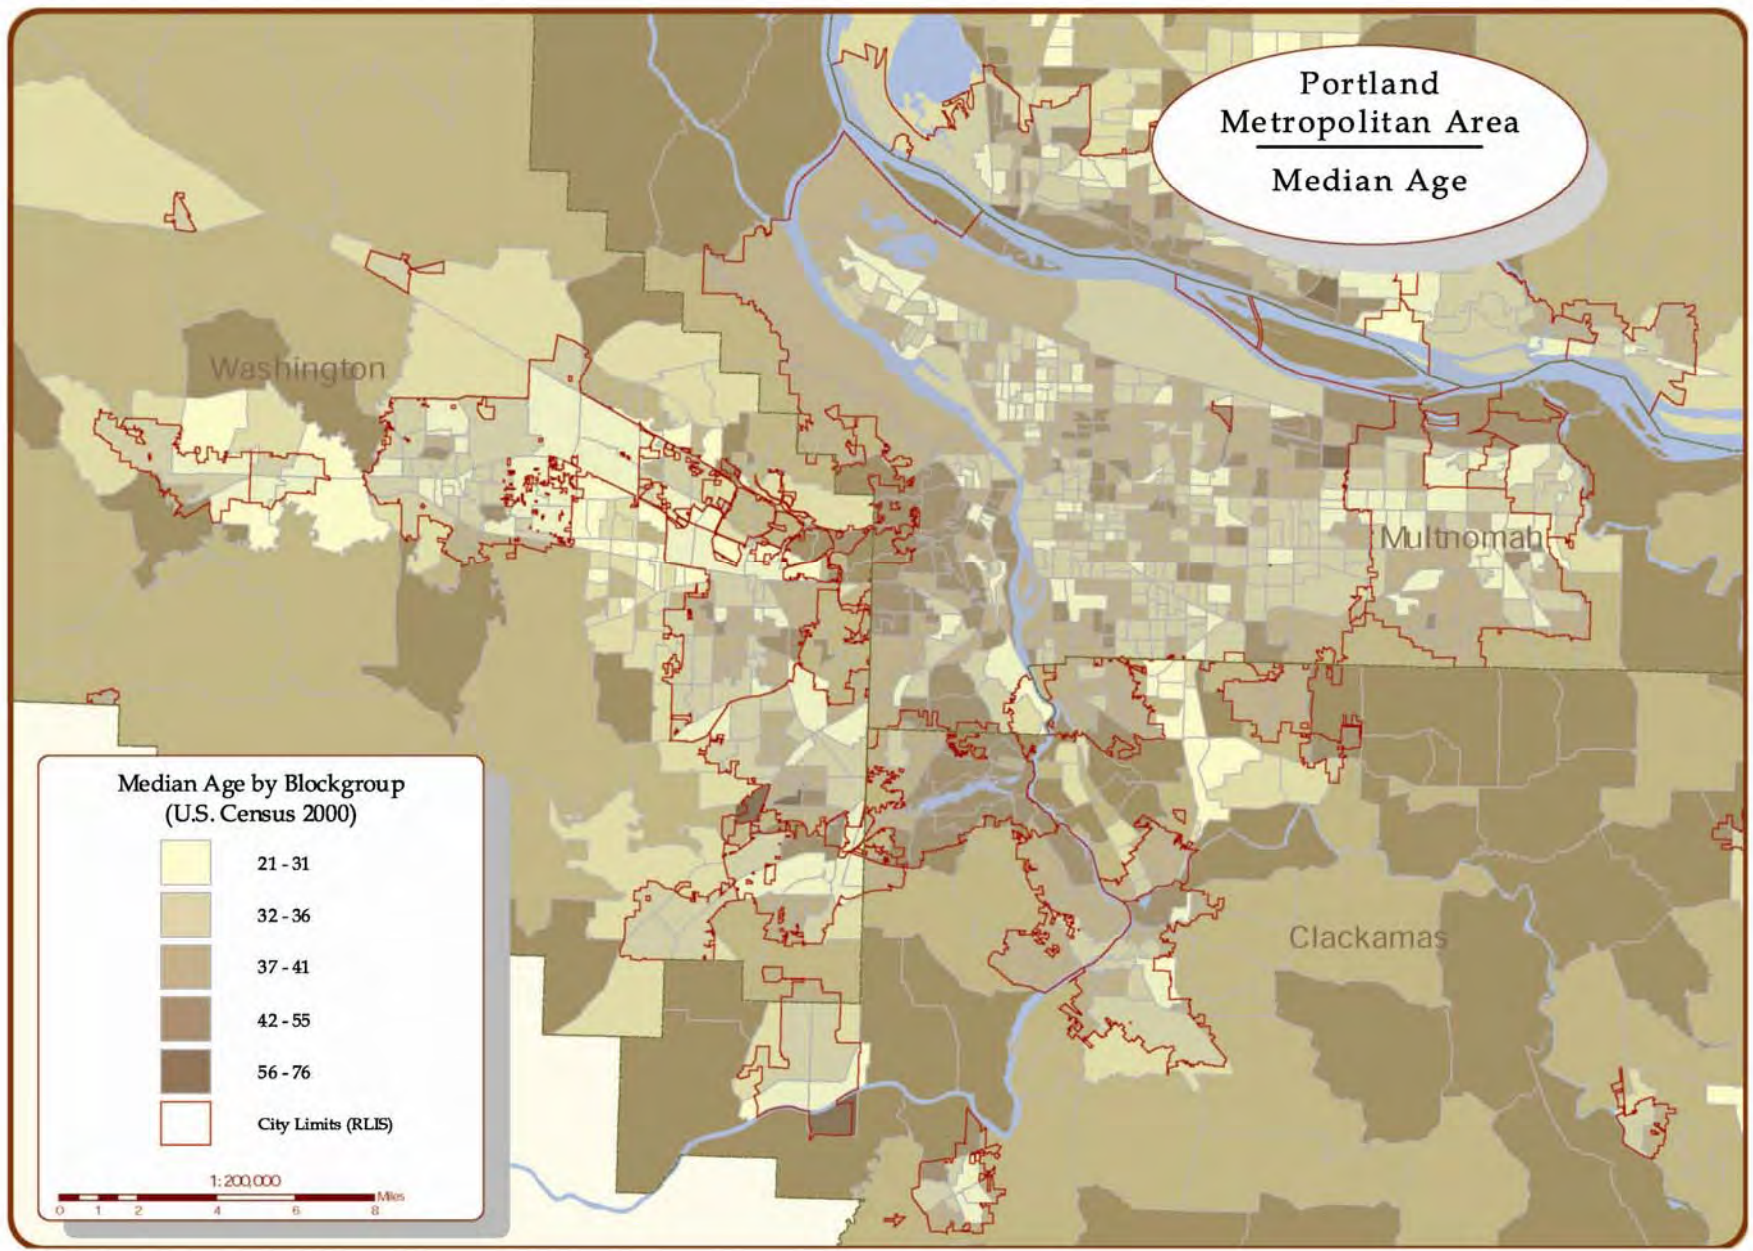 Portland
Metropolitan Area
Median Age
Washington
Multnomah
Clackamas
Median Age by Blockgroup
(U.S. Census 2000)
21 - 31
32 - 36
37 - 41
42 - 55
56 - 76
City Limits (RLIS)
1:200,000
Miles
0 1 2 4 6 8